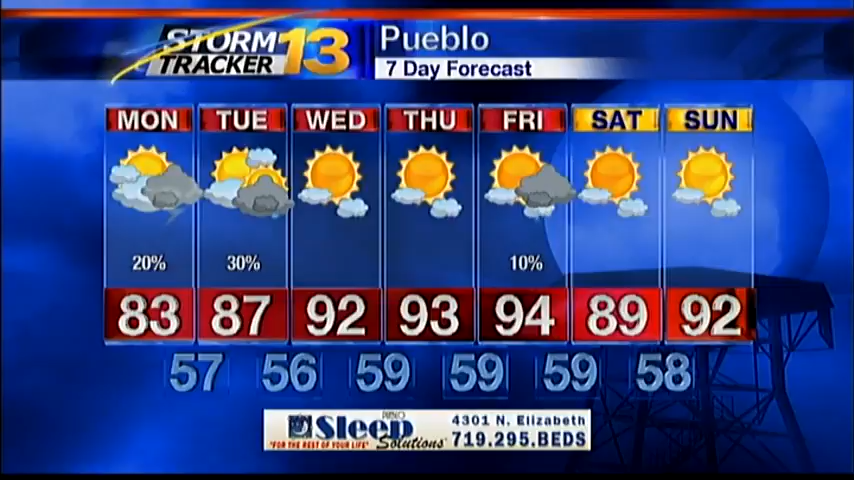 STORM
TRACKER 13
Pueblo
7 Day Forecast
MON TUE WED THU FRI SAT SUN
20% 30% 10%
83 87 92 93 94 89 92
57 56 59 59 59 58
PUEBLO
Sleep
Solutions
"FOR THE REST OF YOUR LIFE"
4301 N. Elizabeth
719.295.BEDS